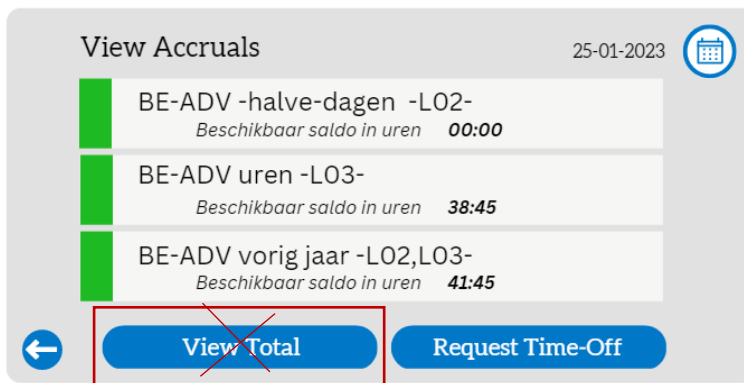 View Accruals
25-01-2023
BE-ADV -halve-dagen -L02-
Beschikbaar saldo in uren 00:00
BE-ADV uren -L03-
Beschikbaar saldo in uren 38:45
BE-ADV vorig jaar -L02,L03-
Beschikbaar saldo in uren 41:45
View Total
Request Time-Off